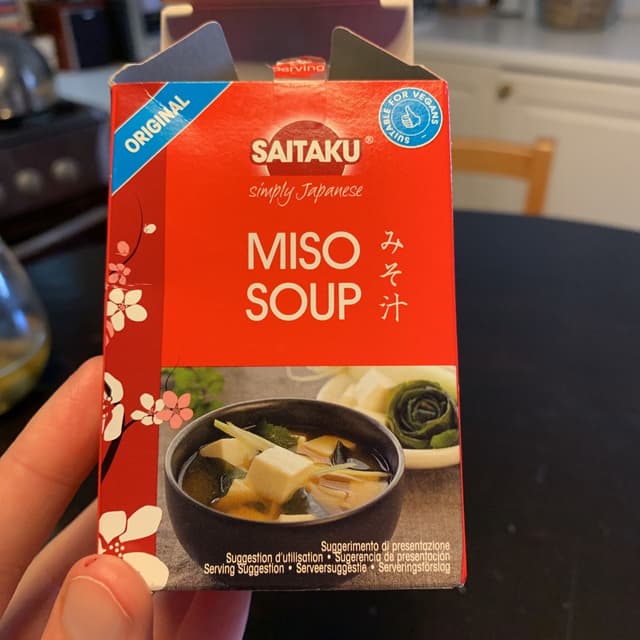 Serving
ORIGINAL
SUITABLE FOR VEGANS
SAITAKU®
simply Japanese
MISO
SOUP
みそ汁
Suggerimento di presentazione
Suggestion d'utilisation • Sugerencia de presentación
Serving Suggestion • Serveersuggestie • Serveringsförslag